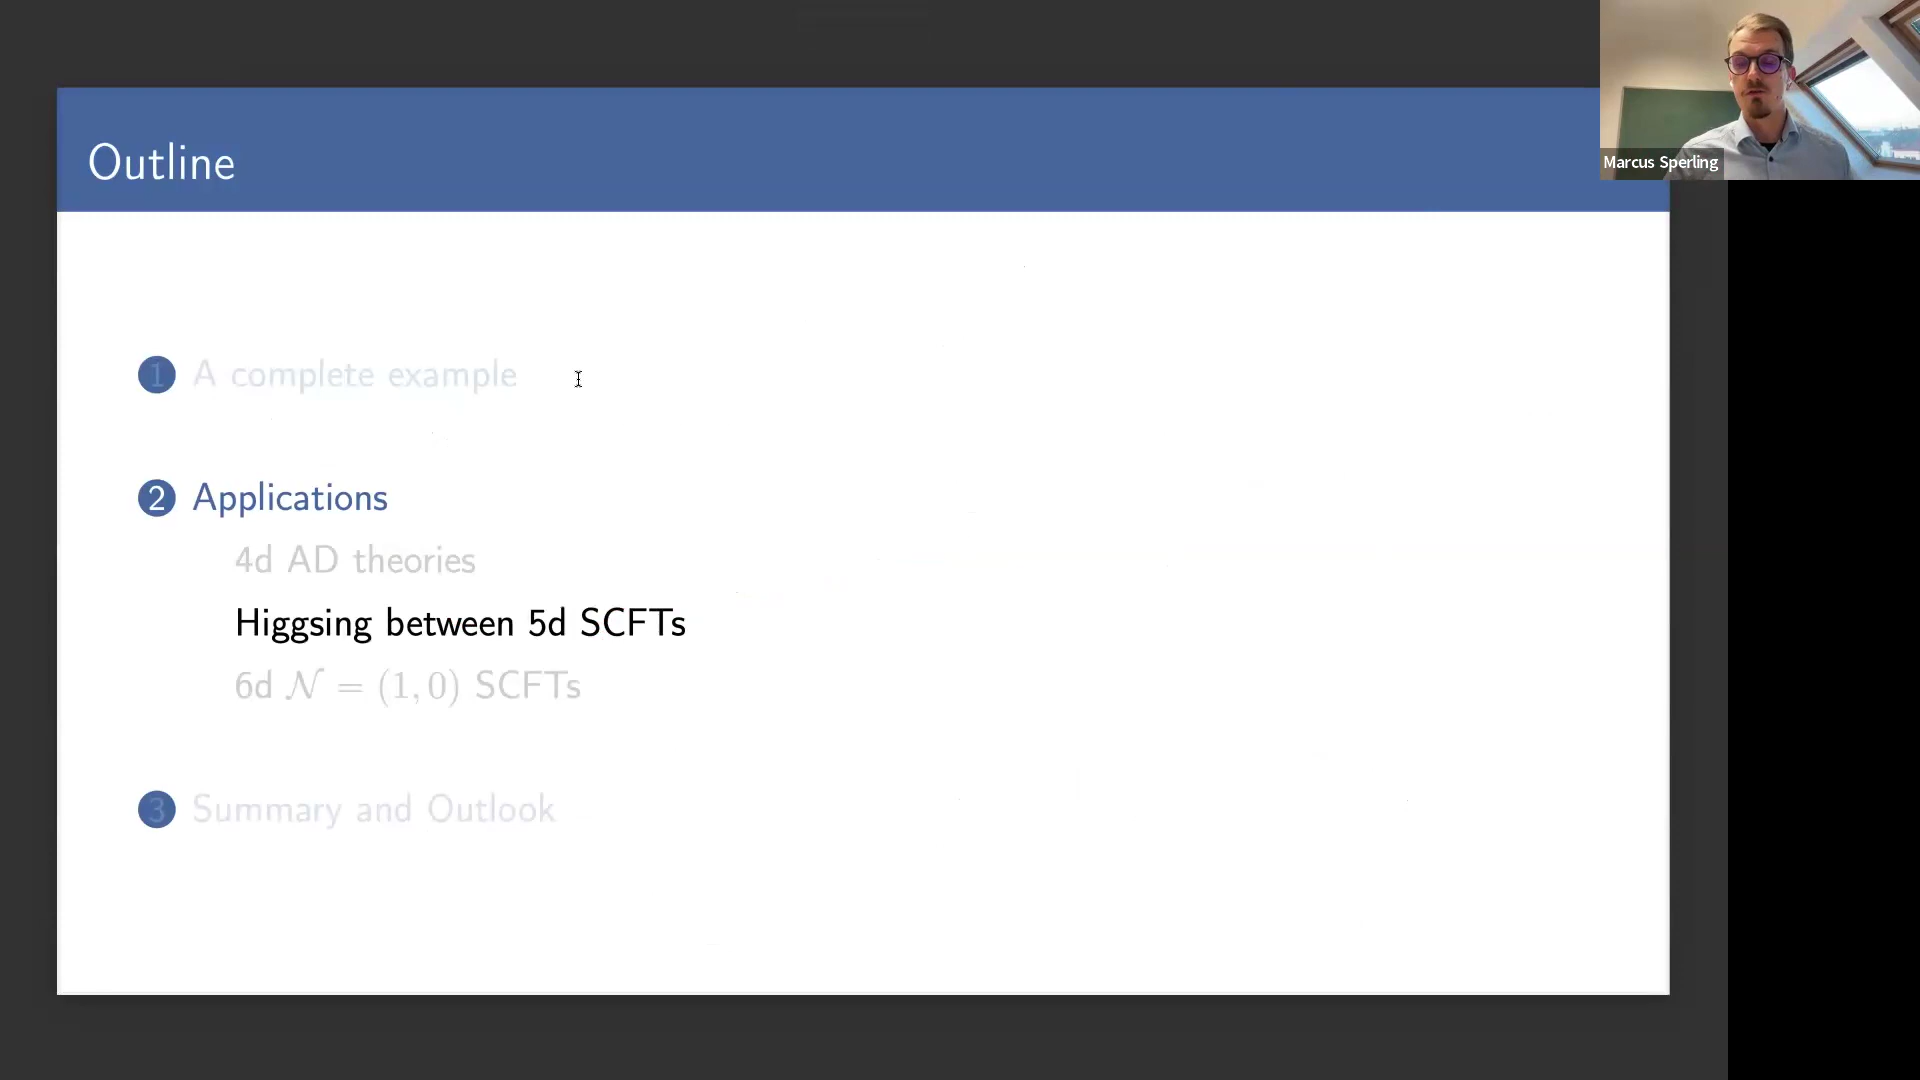 Outline
Marcus Sperling
1 A complete example
2 Applications
4d AD theories
Higgsing between 5d SCFTs
6d 𝒩 = (1, 0) SCFTs
3 Summary and Outlook